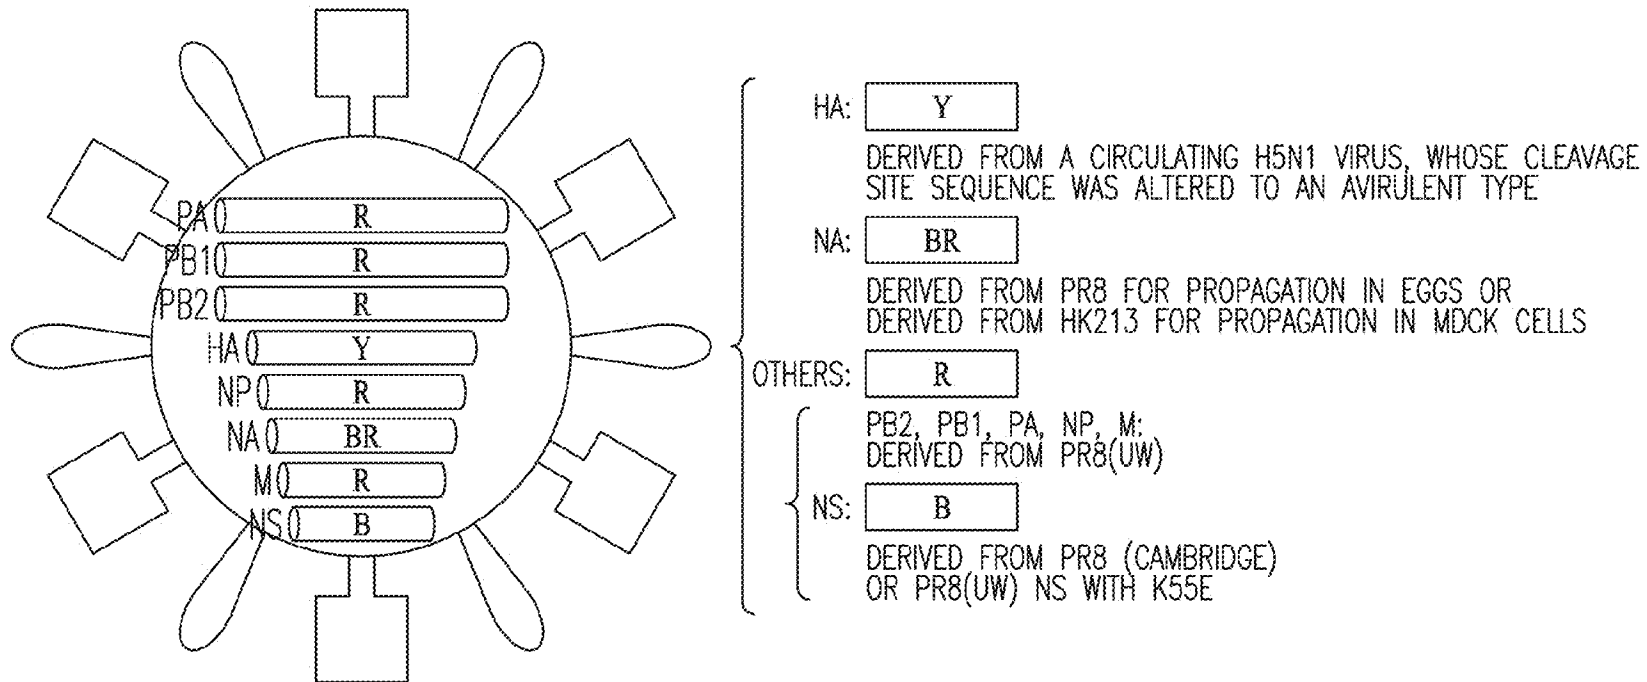 PA R
PB1 R
PB2 R
HA Y
NP R
NA BR
M R
NS B
HA: Y
DERIVED FROM A CIRCULATING H5N1 VIRUS, WHOSE CLEAVAGE
SITE SEQUENCE WAS ALTERED TO AN AVIRULENT TYPE
NA: BR
DERIVED FROM PR8 FOR PROPAGATION IN EGGS OR
DERIVED FROM HK213 FOR PROPAGATION IN MDCK CELLS
OTHERS: R
PB2, PB1, PA, NP, M:
DERIVED FROM PR8(UW)
NS: B
DERIVED FROM PR8 (CAMBRIDGE)
OR PR8(UW) NS WITH K55E